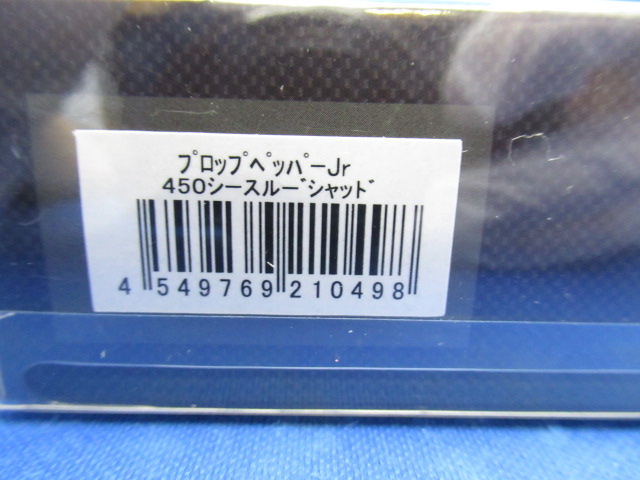 ﾌﾟﾛｯﾌﾟﾍﾟｯﾊﾟｰJr
450ｼｰｽﾙｰﾞｼｬｯﾄﾞ
4 549769 210498